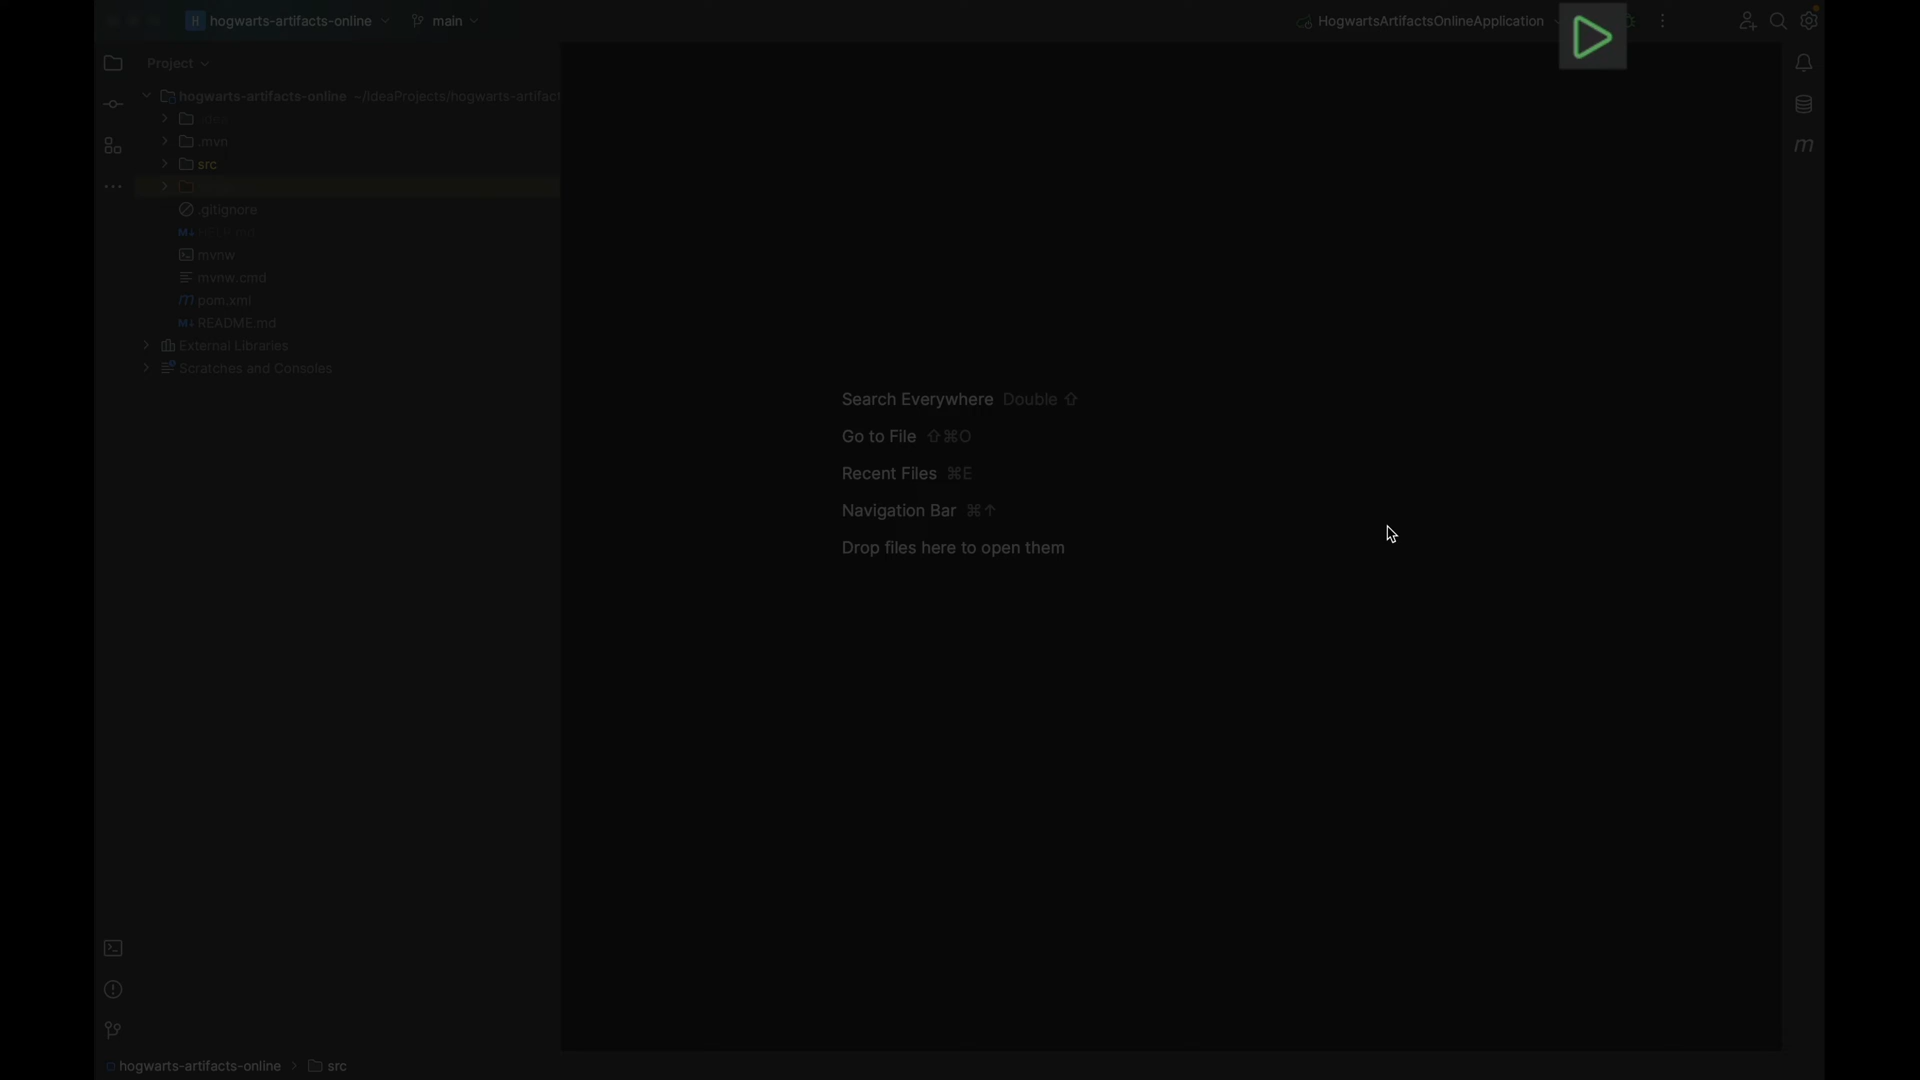 H hogwarts-artifacts-online main HogwartsArtifactsOnlineApplication
Project
hogwarts-artifacts-online ~/IdeaProjects/hogwarts-artifact
.mvn
src
.gitignore
M↓ HELP.md
mvnw
mvnw.cmd
m pom.xml
M↓ README.md
External Libraries
Scratches and Consoles
Search Everywhere Double ⇧
Go to File ⇧⌘O
Recent Files ⌘E
Navigation Bar ⌘↑
Drop files here to open them
m
hogwarts-artifacts-online > src